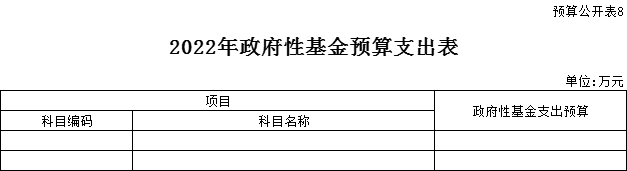 预算公开表8
2022年政府性基金预算支出表
单位:万元
项目
政府性基金支出预算
科目编码 科目名称